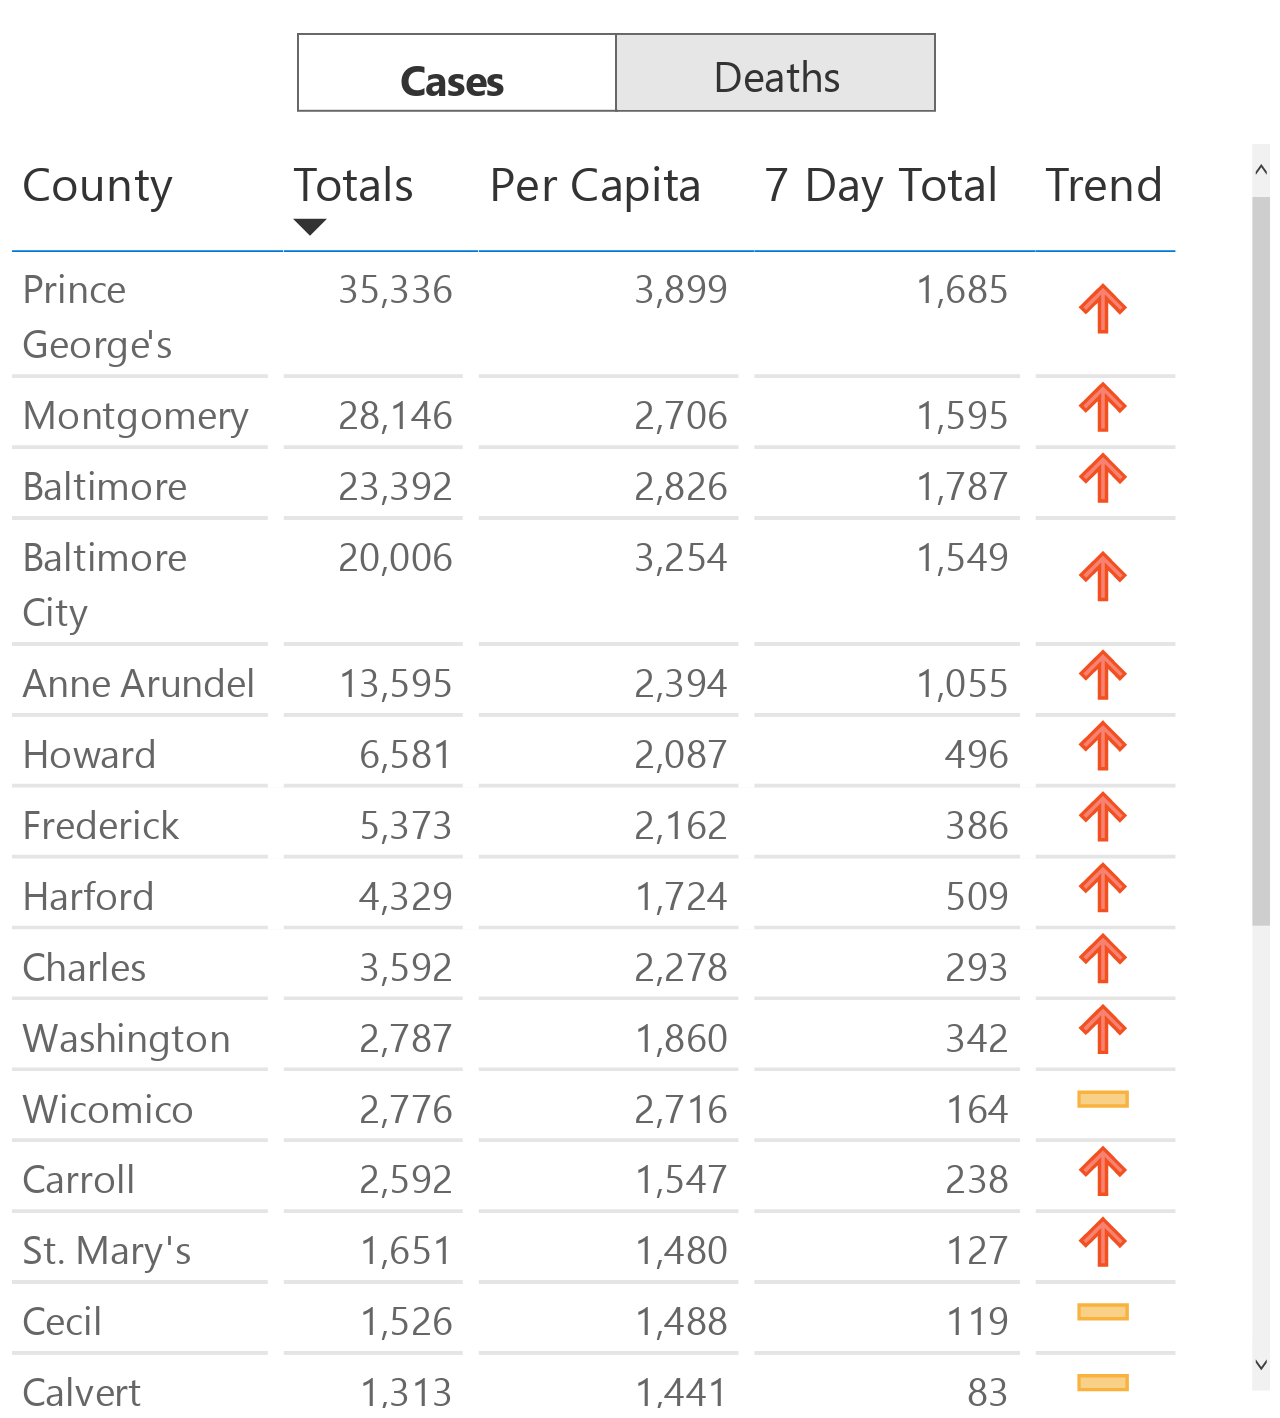 Cases Deaths
County Totals Per Capita 7 Day Total Trend
Prince 35,336 3,899 1,685
George's
Montgomery 28,146 2,706 1,595
Baltimore 23,392 2,826 1,787
Baltimore 20,006 3,254 1,549
City
Anne Arundel 13,595 2,394 1,055
Howard 6,581 2,087 496
Frederick 5,373 2,162 386
Harford 4,329 1,724 509
Charles 3,592 2,278 293
Washington 2,787 1,860 342
Wicomico 2,776 2,716 164
Carroll 2,592 1,547 238
St. Mary's 1,651 1,480 127
Cecil 1,526 1,488 119
Calvert 1,313 1,441 83